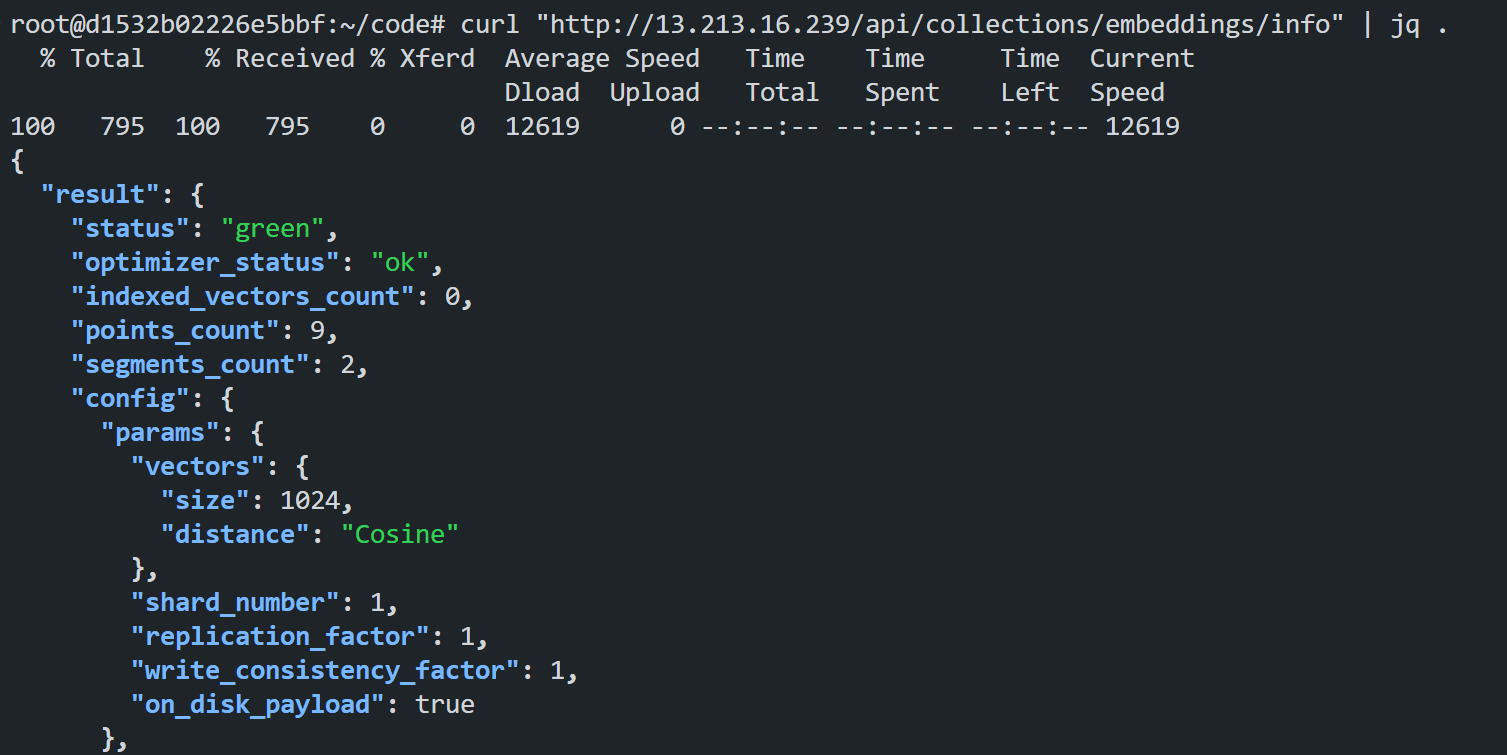 root@d1532b02226e5bbf:~/code# curl "http://13.213.16.239/api/collections/embeddings/info" | jq .
  % Total    % Received % Xferd  Average Speed   Time    Time     Time  Current
                                 Dload  Upload   Total   Spent    Left  Speed
100   795  100   795    0     0  12619      0 --:--:-- --:--:-- --:--:-- 12619
{
  "result": {
    "status": "green",
    "optimizer_status": "ok",
    "indexed_vectors_count": 0,
    "points_count": 9,
    "segments_count": 2,
    "config": {
      "params": {
        "vectors": {
          "size": 1024,
          "distance": "Cosine"
        },
        "shard_number": 1,
        "replication_factor": 1,
        "write_consistency_factor": 1,
        "on_disk_payload": true
      },